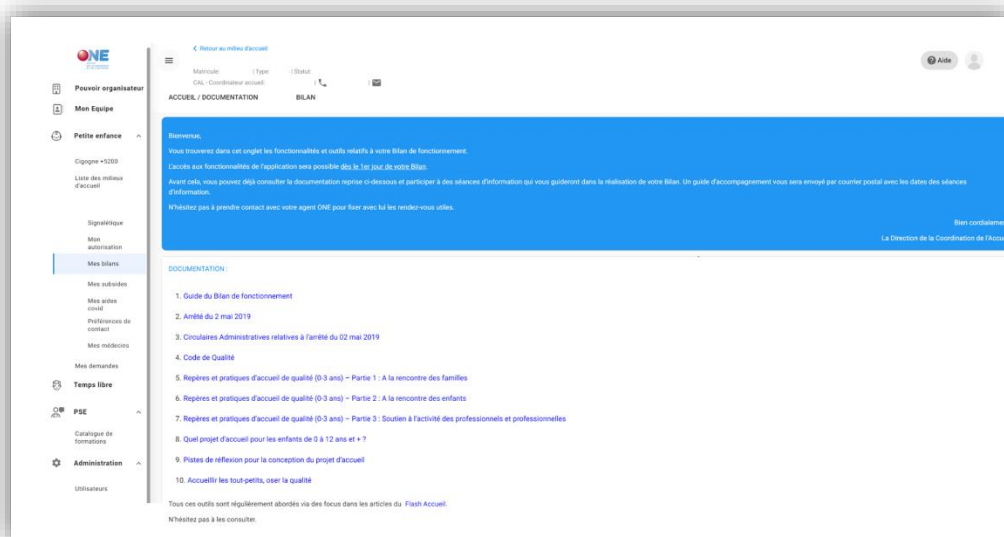 ONE
Retour au milieu d'accueil
Matricule: | Type: | Statut:
CAL - Coordinateur accueil: |
Aide
ACCUEIL / DOCUMENTATION BILAN
Pouvoir organisateur
Mon Equipe
Petite enfance
Cigogne +5200
Liste des milieux
d'accueil
Signalétique
Mon
autorisation
Mes bilans
Mes subsides
Mes aides
covid
Préférences de
contact
Mes médecins
Mes demandes
Temps libre
PSE
Catalogue de
formations
Administration
Utilisateurs
Bienvenue,
Vous trouverez dans cet onglet les fonctionnalités et outils relatifs à votre Bilan de fonctionnement.
L'accès aux fonctionnalités de l'application sera possible dès le 1er jour de votre Bilan.
Avant cela, vous pouvez déjà consulter la documentation reprise ci-dessous et participer à des séances d'information qui vous guideront dans la réalisation de votre Bilan. Un guide d'accompagnement vous sera envoyé par courrier postal avec les dates des séances
d'information.
N'hésitez pas à prendre contact avec votre agent ONE pour fixer avec lui les rendez-vous utiles.
Bien cordialeme
La Direction de la Coordination de l'Accu
DOCUMENTATION :
1. Guide du Bilan de fonctionnement
2. Arrêté du 2 mai 2019
3. Circulaires Administratives relatives à l'arrêté du 02 mai 2019
4. Code de Qualité
5. Repères et pratiques d'accueil de qualité (0-3 ans) – Partie 1 : A la rencontre des familles
6. Repères et pratiques d'accueil de qualité (0-3 ans) – Partie 2 : A la rencontre des enfants
7. Repères et pratiques d'accueil de qualité (0-3 ans) – Partie 3 : Soutien à l'activité des professionnels et professionnelles
8. Quel projet d'accueil pour les enfants de 0 à 12 ans et + ?
9. Pistes de réflexion pour la conception du projet d'accueil
10. Accueillir les tout-petits, oser la qualité
Tous ces outils sont régulièrement abordés via des focus dans les articles du Flash Accueil.
N'hésitez pas à les consulter.